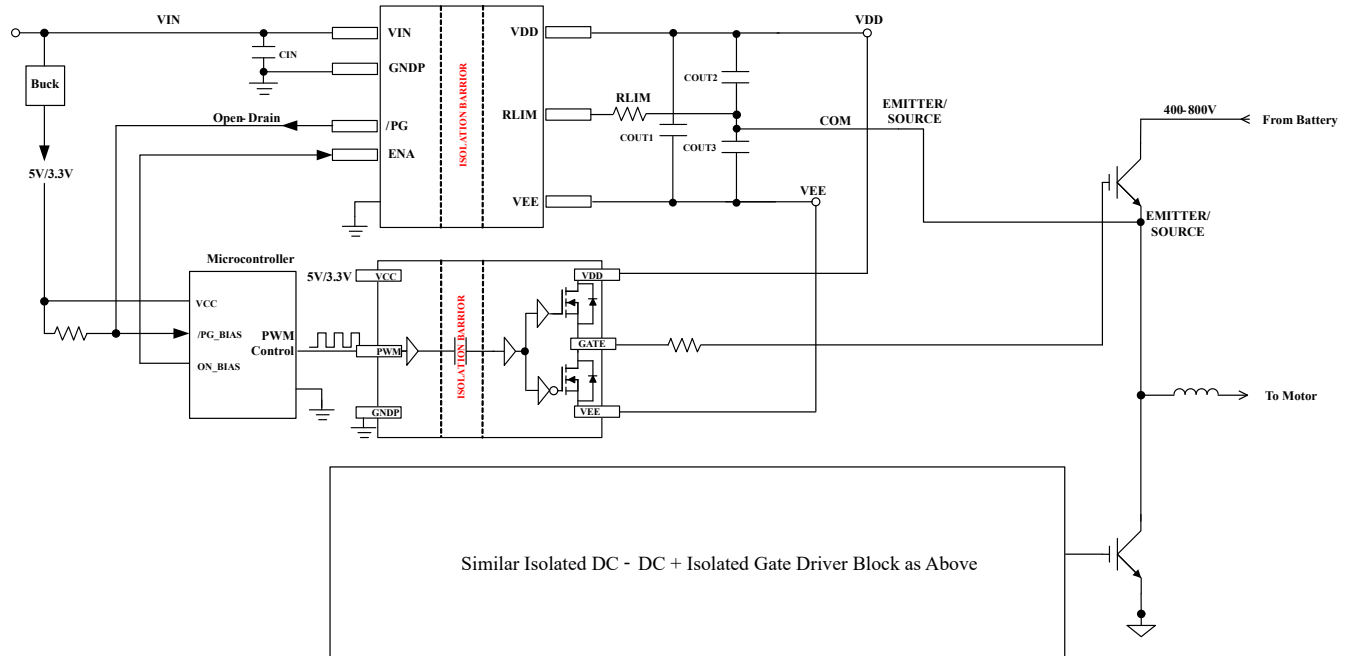 VIN
Buck
5V/3.3V
CIN
Open-Drain
VIN
GNDP
/PG
ENA
ISOLATION BARRIER
VDD
RLIM
VEE
RLIM
COUT1
COUT2
COUT3
VDD
COM
EMITTER/
SOURCE
VEE
400-800V
From Battery
EMITTER/
SOURCE
To Motor
Microcontroller
VCC
/PG_BIAS
ON_BIAS
PWM
Control
5V/3.3V
VCC
PWM
GNDP
ISOLATION BARRIER
VDD
GATE
VEE
Similar Isolated DC - DC + Isolated Gate Driver Block as Above